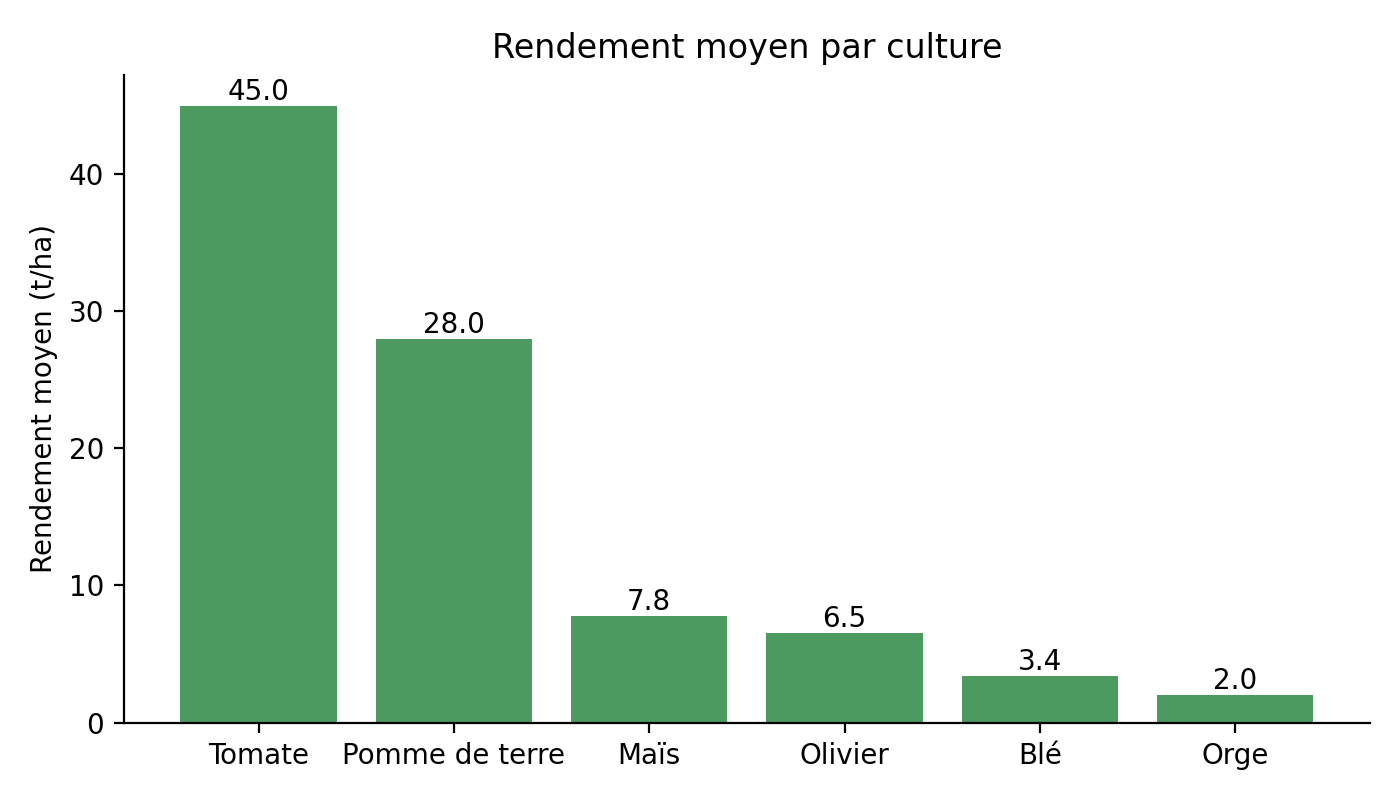 Rendement moyen par culture
Rendement moyen (t/ha)
40
30
20
10
0
45.0
28.0
7.8
6.5
3.4
2.0
Tomate
Pomme de terre
Maïs
Olivier
Blé
Orge